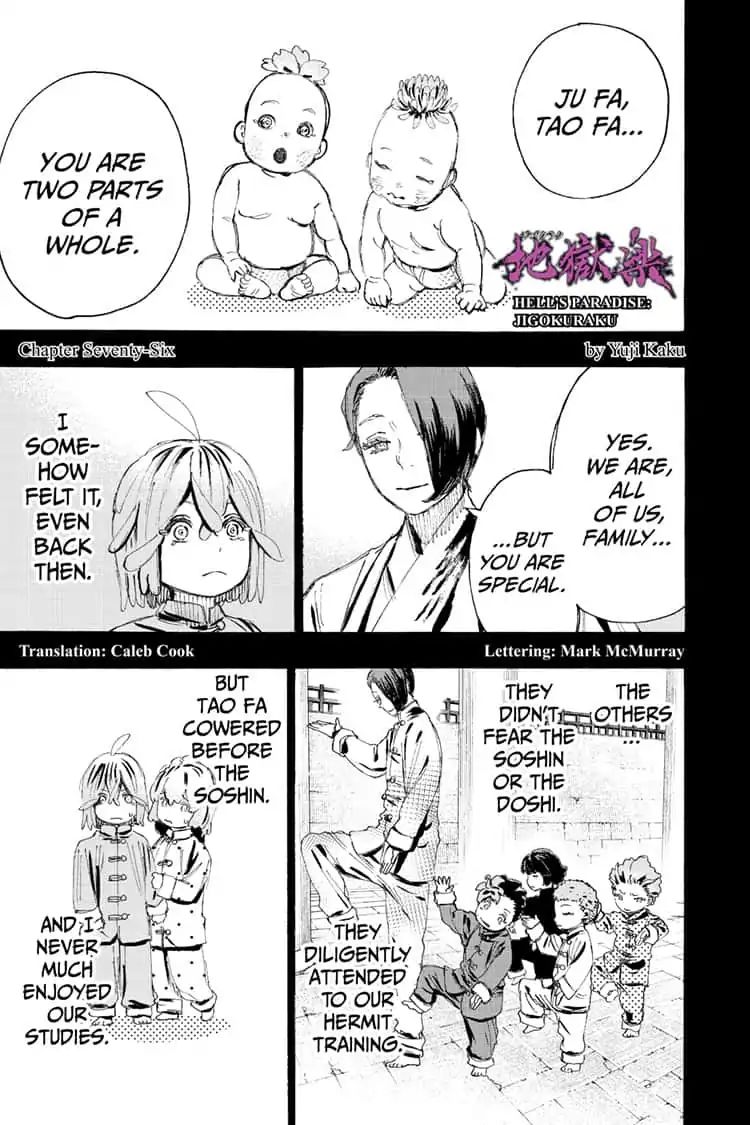 JU FA,
TAO FA...
YOU ARE
TWO PARTS
OF A
WHOLE.
地獄楽
HELL'S PARADISE:
JIGOKURAKU
Chapter Seventy-Six
by Yuji Kaku
YES.
WE ARE,
ALL
OF US,
FAMILY...
...BUT
YOU ARE
SPECIAL.
I
SOME-
HOW
FELT IT,
EVEN
BACK
THEN.
Translation: Caleb Cook
Lettering: Mark McMurray
THE
OTHERS
...
THEY
DIDN'T
FEAR THE
SOSHIN
OR THE
DOSHI.
THEY
DILIGENTLY
ATTENDED
TO OUR
HERMIT
TRAINING.
BUT
TAO FA
COWERED
BEFORE
THE
SOSHIN.
AND I
NEVER
MUCH
ENJOYED
OUR
STUDIES.